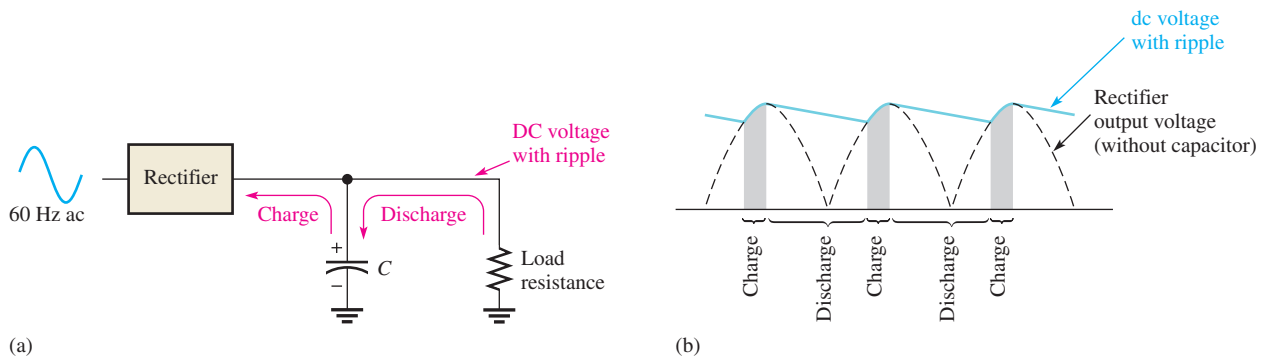 60 Hz ac
Rectifier
DC voltage
with ripple
Charge
Discharge
+
−
C
Load
resistance
(a)
dc voltage
with ripple
Rectifier
output voltage
(without capacitor)
Charge
Discharge
Charge
Discharge
Charge
(b)